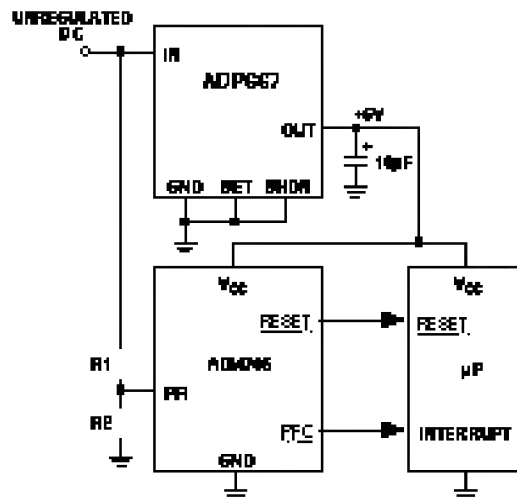 UNREGULATED
DC
IN
ADP667
OUT
+5V
+
10µF
GND SET SHDN
VCC
VCC
RESET
RESET
R1
µP
PFI
R2
PFO
INTERRUPT
GND